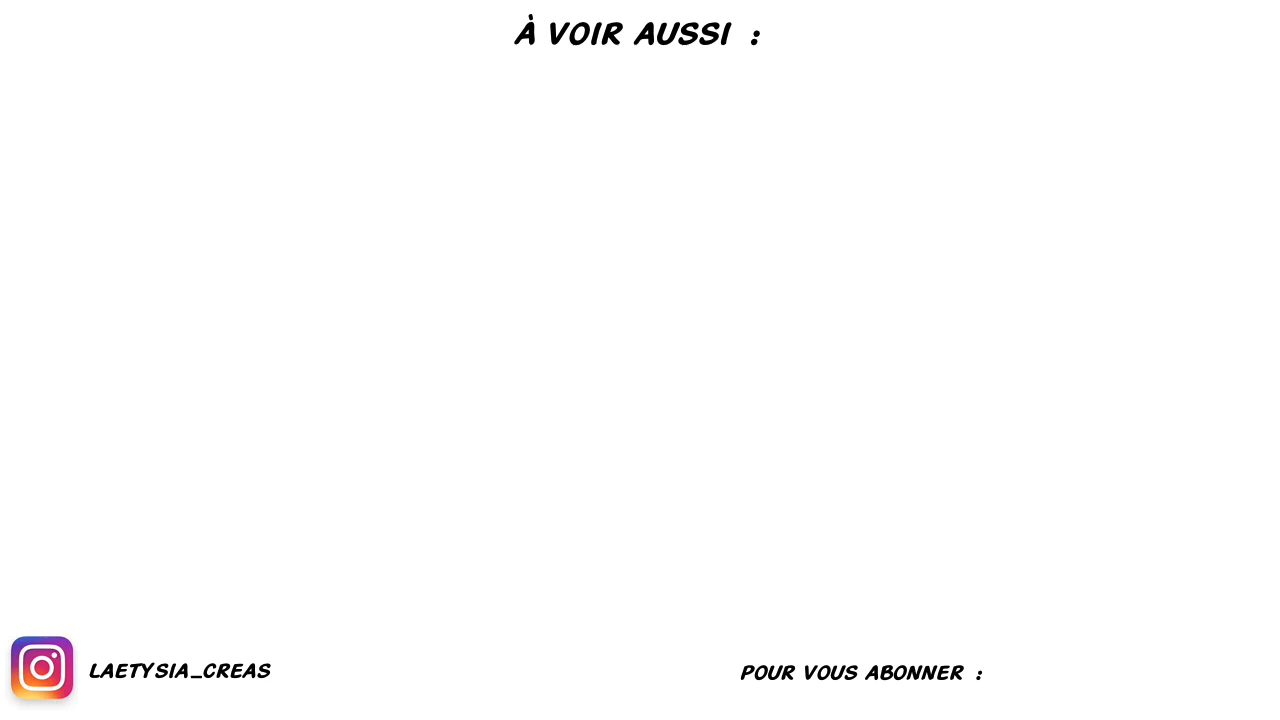 À VOIR AUSSI :
LAETYSIA_CREAS
POUR VOUS ABONNER :